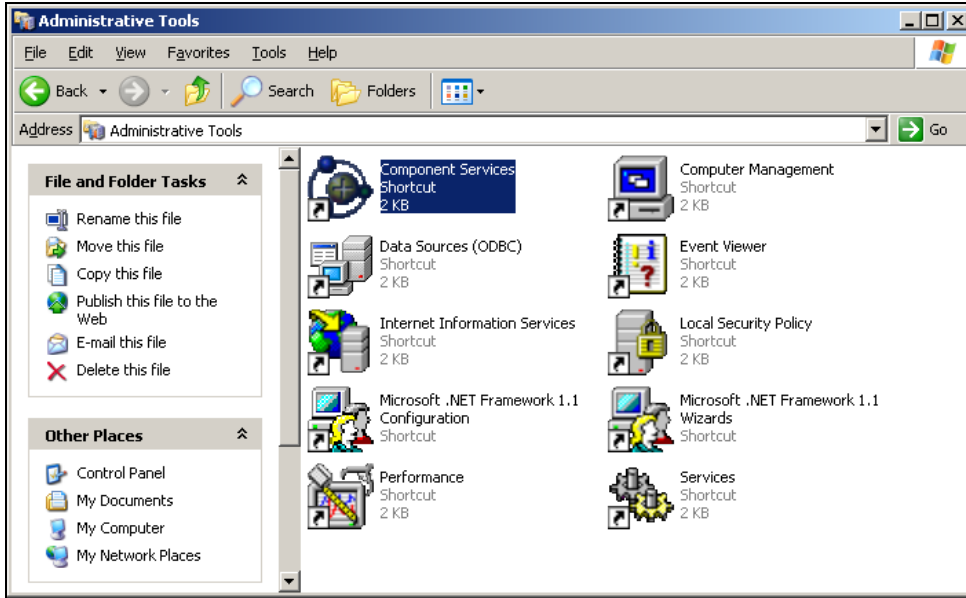 Administrative Tools
File Edit View Favorites Tools Help
Back Search Folders
Address Administrative Tools Go
File and Folder Tasks
Rename this file
Move this file
Copy this file
Publish this file to the
Web
E-mail this file
Delete this file
Other Places
Control Panel
My Documents
My Computer
My Network Places
Component Services
Shortcut
2 KB
Computer Management
Shortcut
2 KB
Data Sources (ODBC)
Shortcut
2 KB
Event Viewer
Shortcut
2 KB
Internet Information Services
Shortcut
2 KB
Local Security Policy
Shortcut
2 KB
Microsoft .NET Framework 1.1
Configuration
Shortcut
Microsoft .NET Framework 1.1
Wizards
Shortcut
Performance
Shortcut
2 KB
Services
Shortcut
2 KB